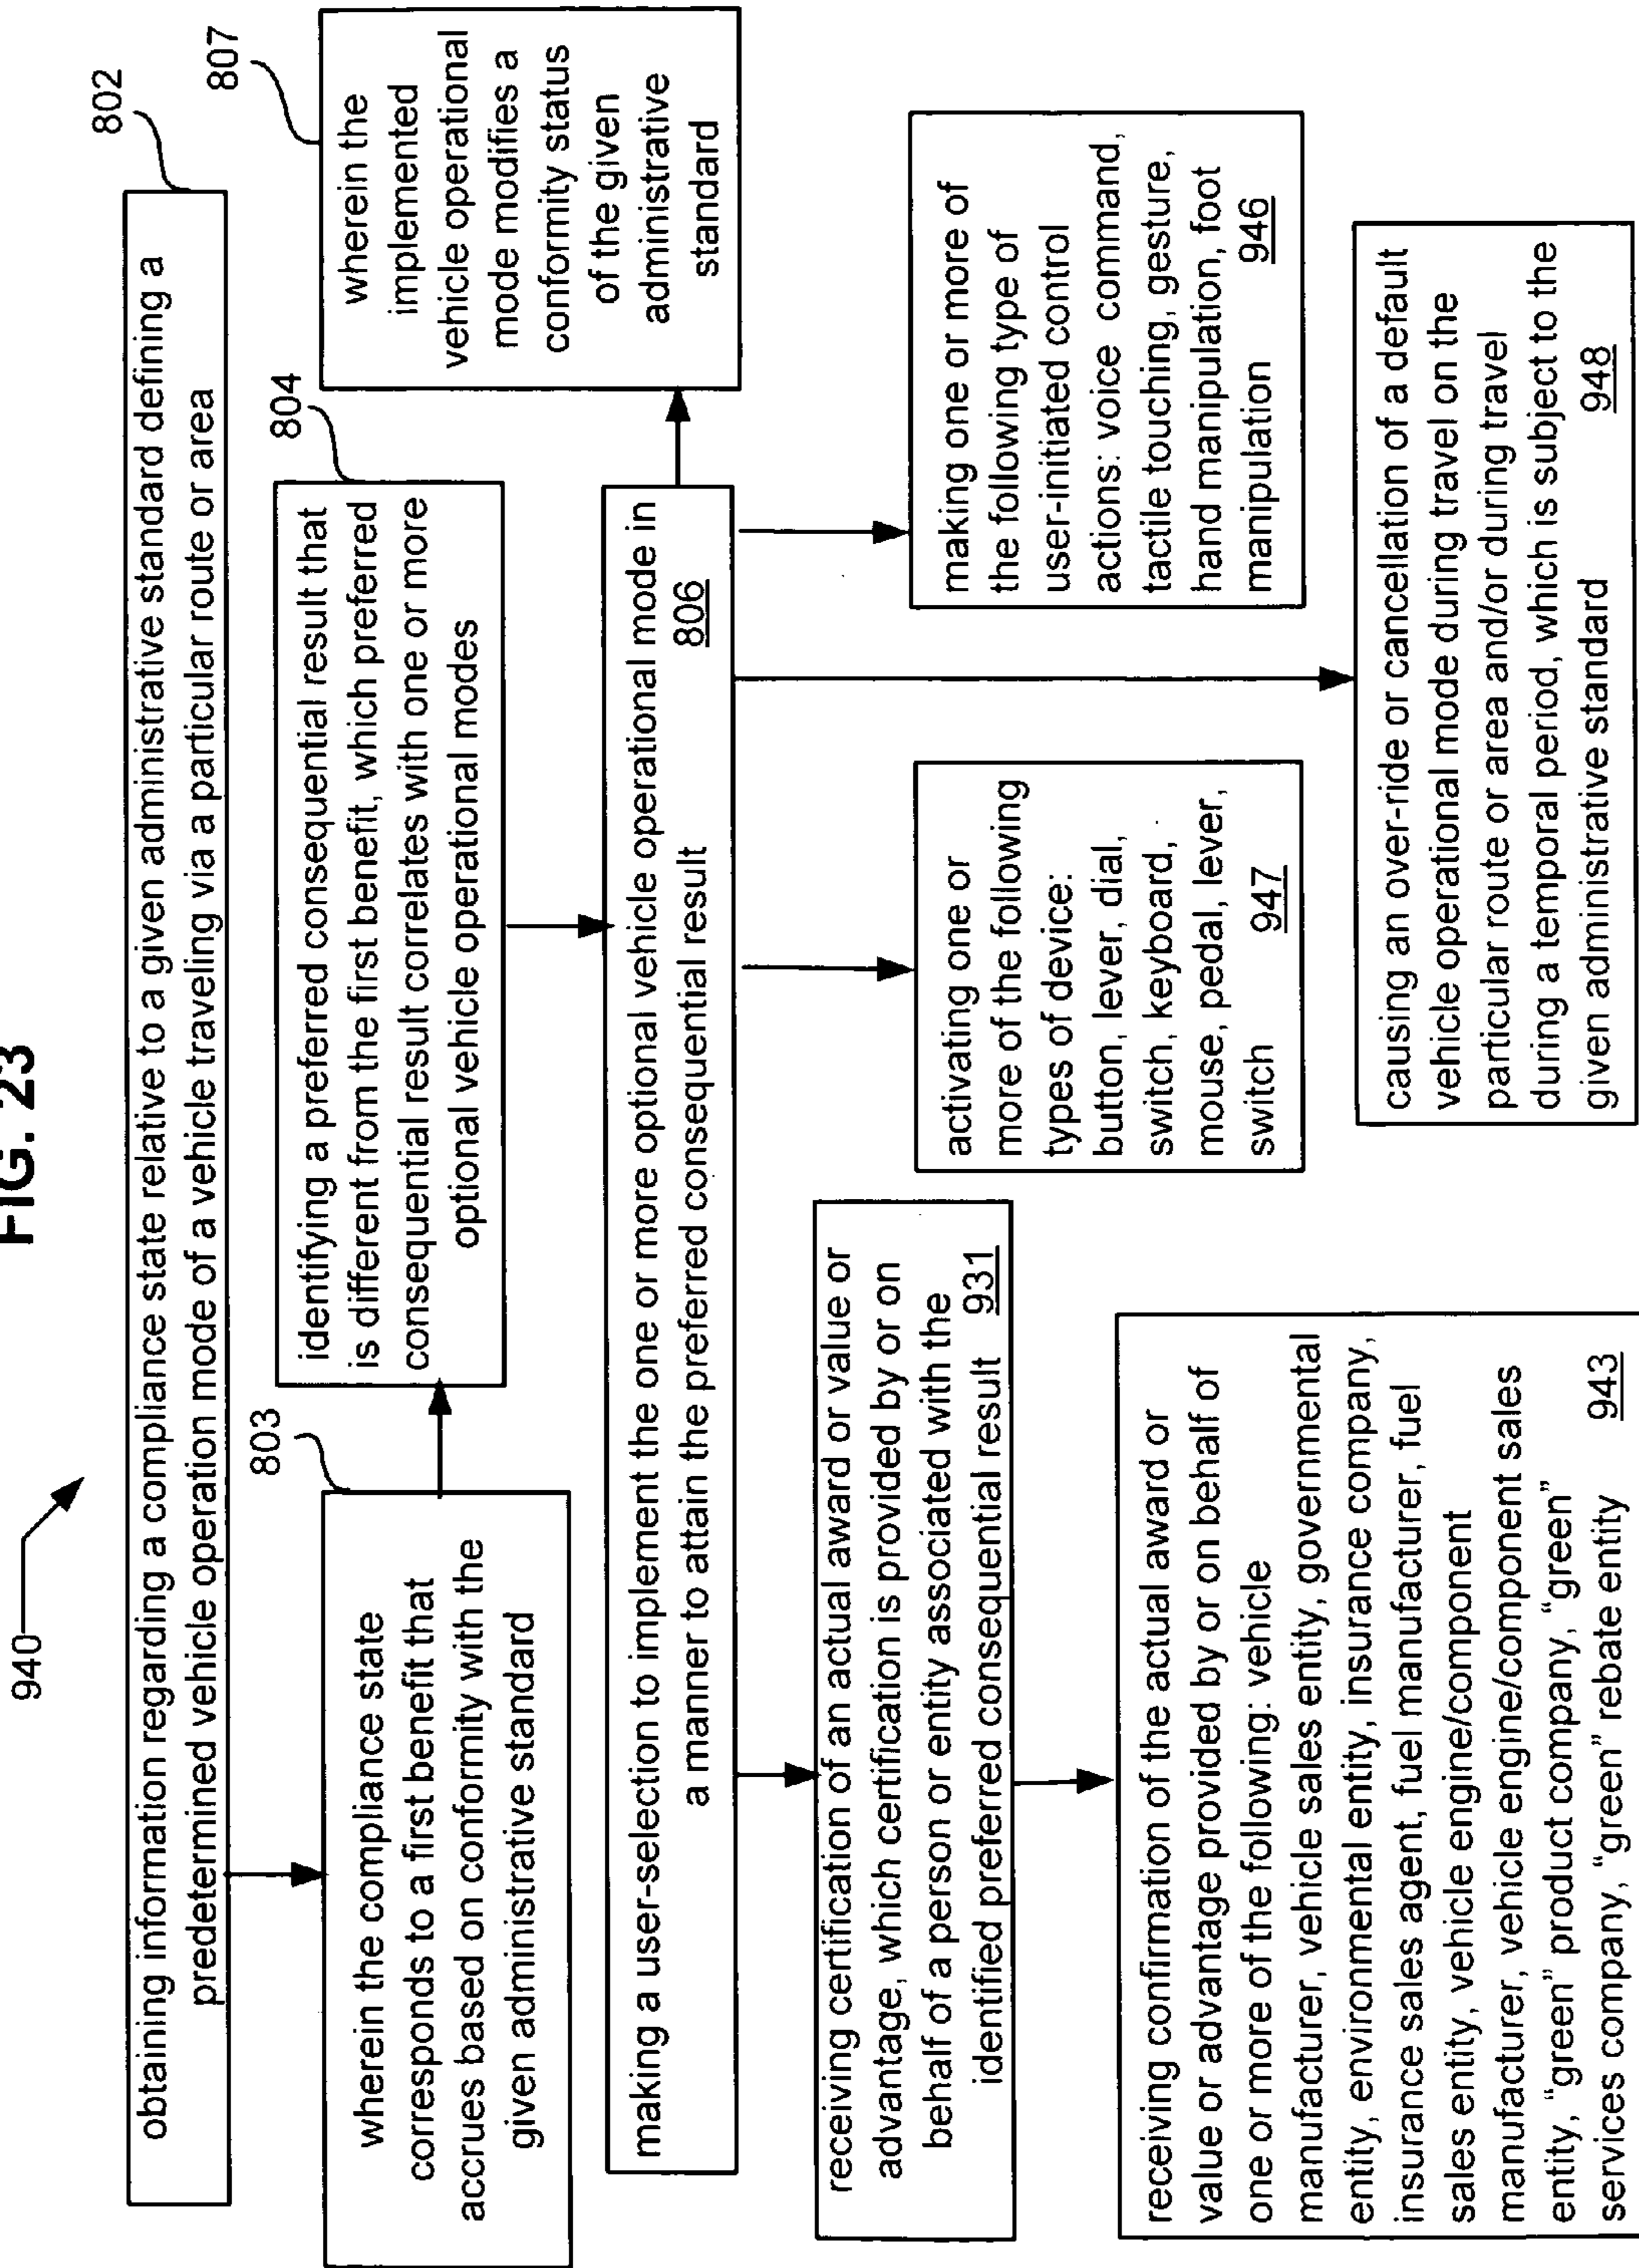 FIG. 23
940
802
obtaining information regarding a compliance state relative to a given administrative standard defining a
predetermined vehicle operation mode of a vehicle traveling via a particular route or area
803
wherein the compliance state
corresponds to a first benefit that
accrues based on conformity with the
given administrative standard
804
identifying a preferred consequential result that
is different from the first benefit, which preferred
consequential result correlates with one or more
optional vehicle operational modes
807
wherein the
implemented
vehicle operational
mode modifies a
conformity status
of the given
administrative
standard
making a user-selection to implement the one or more optional vehicle operational mode in
a manner to attain the preferred consequential result 806
receiving certification of an actual award or value or
advantage, which certification is provided by or on
behalf of a person or entity associated with the
identified preferred consequential result 931
activating one or
more of the following
types of device:
button, lever, dial,
switch, keyboard,
mouse, pedal, lever,
switch 947
making one or more of
the following type of
user-initiated control
actions: voice command,
tactile touching, gesture,
hand manipulation, foot
manipulation 946
receiving confirmation of the actual award or
value or advantage provided by or on behalf of
one or more of the following: vehicle
manufacturer, vehicle sales entity, governmental
entity, environmental entity, insurance company,
insurance sales agent, fuel manufacturer, fuel
sales entity, vehicle engine/component
manufacturer, vehicle engine/component sales
entity, “green” product company, “green”
services company, “green” rebate entity 943
causing an over-ride or cancellation of a default
vehicle operational mode during travel on the
particular route or area and/or during travel
during a temporal period, which is subject to the
given administrative standard 948